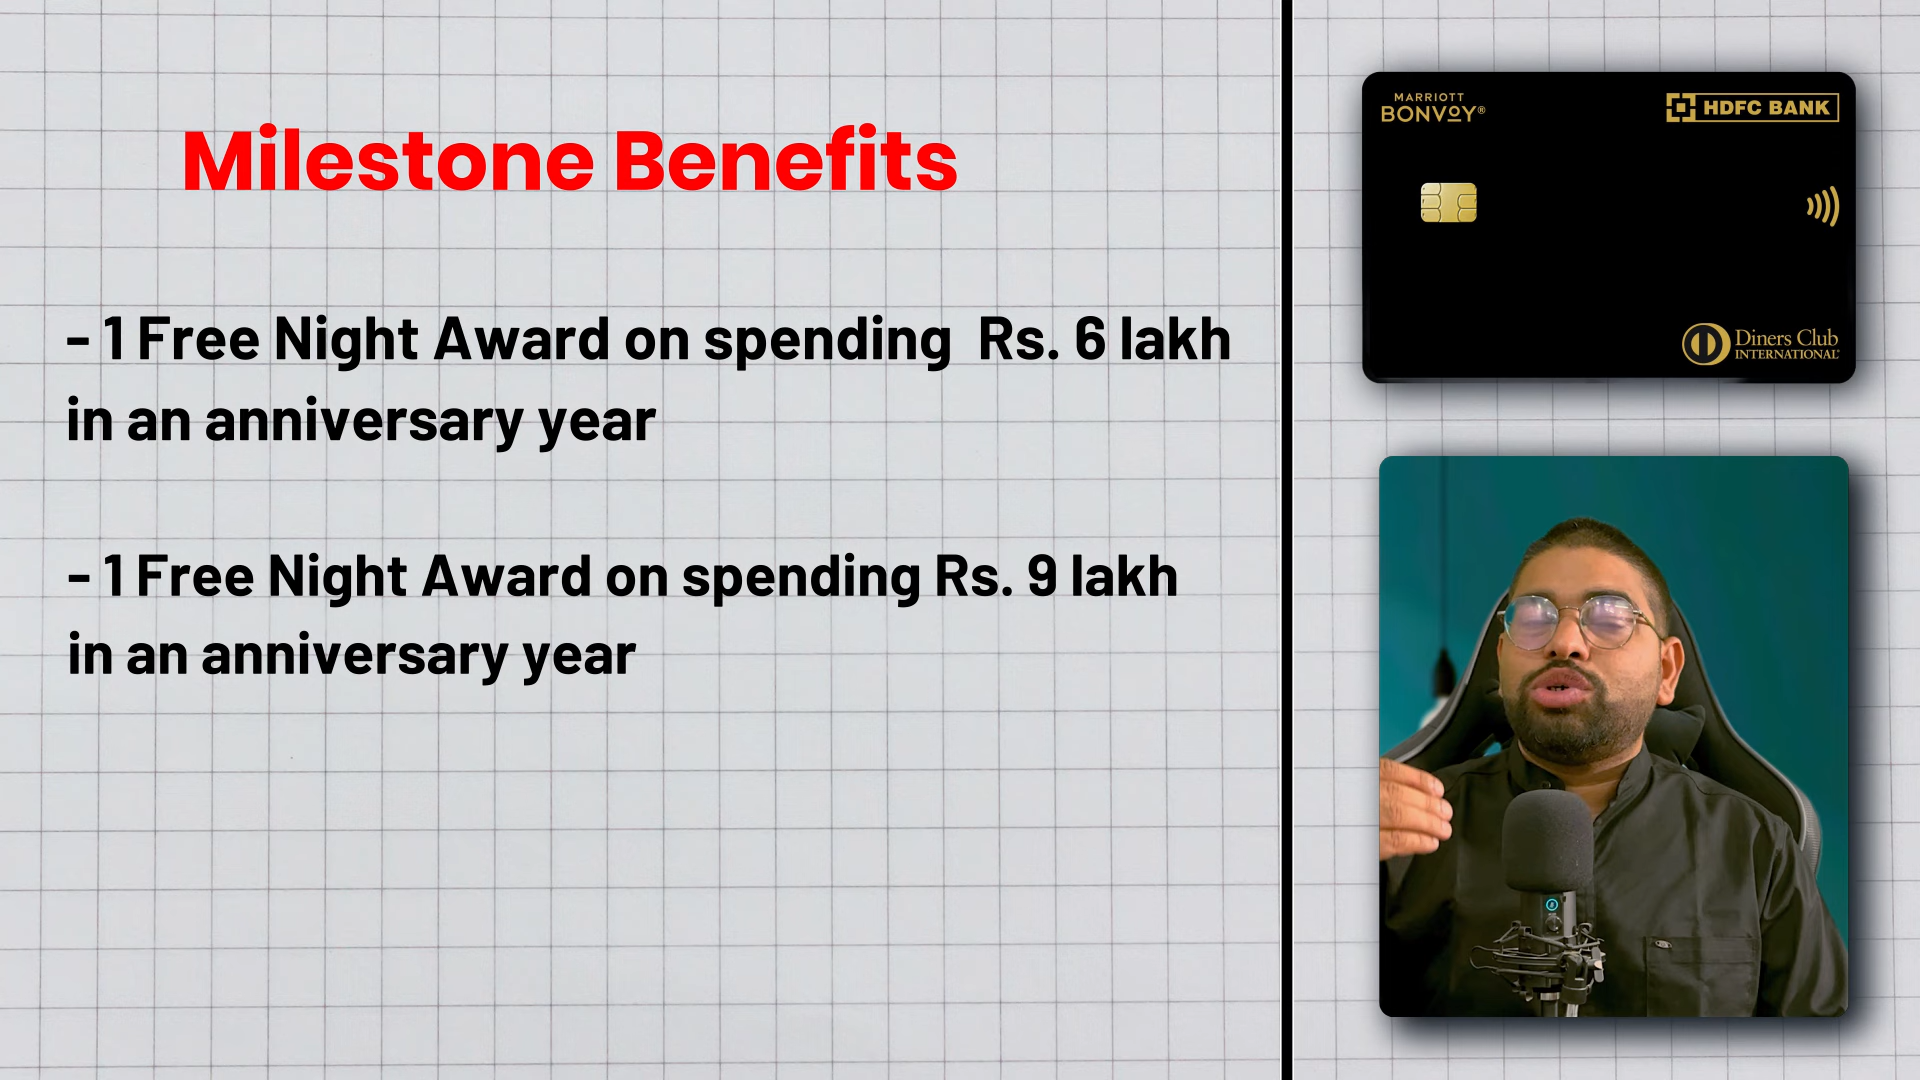 Milestone Benefits
- 1 Free Night Award on spending Rs. 6 lakh
in an anniversary year
- 1 Free Night Award on spending Rs. 9 lakh
in an anniversary year
MARRIOTT
BONVOY®
HDFC BANK
Diners Club
INTERNATIONAL®